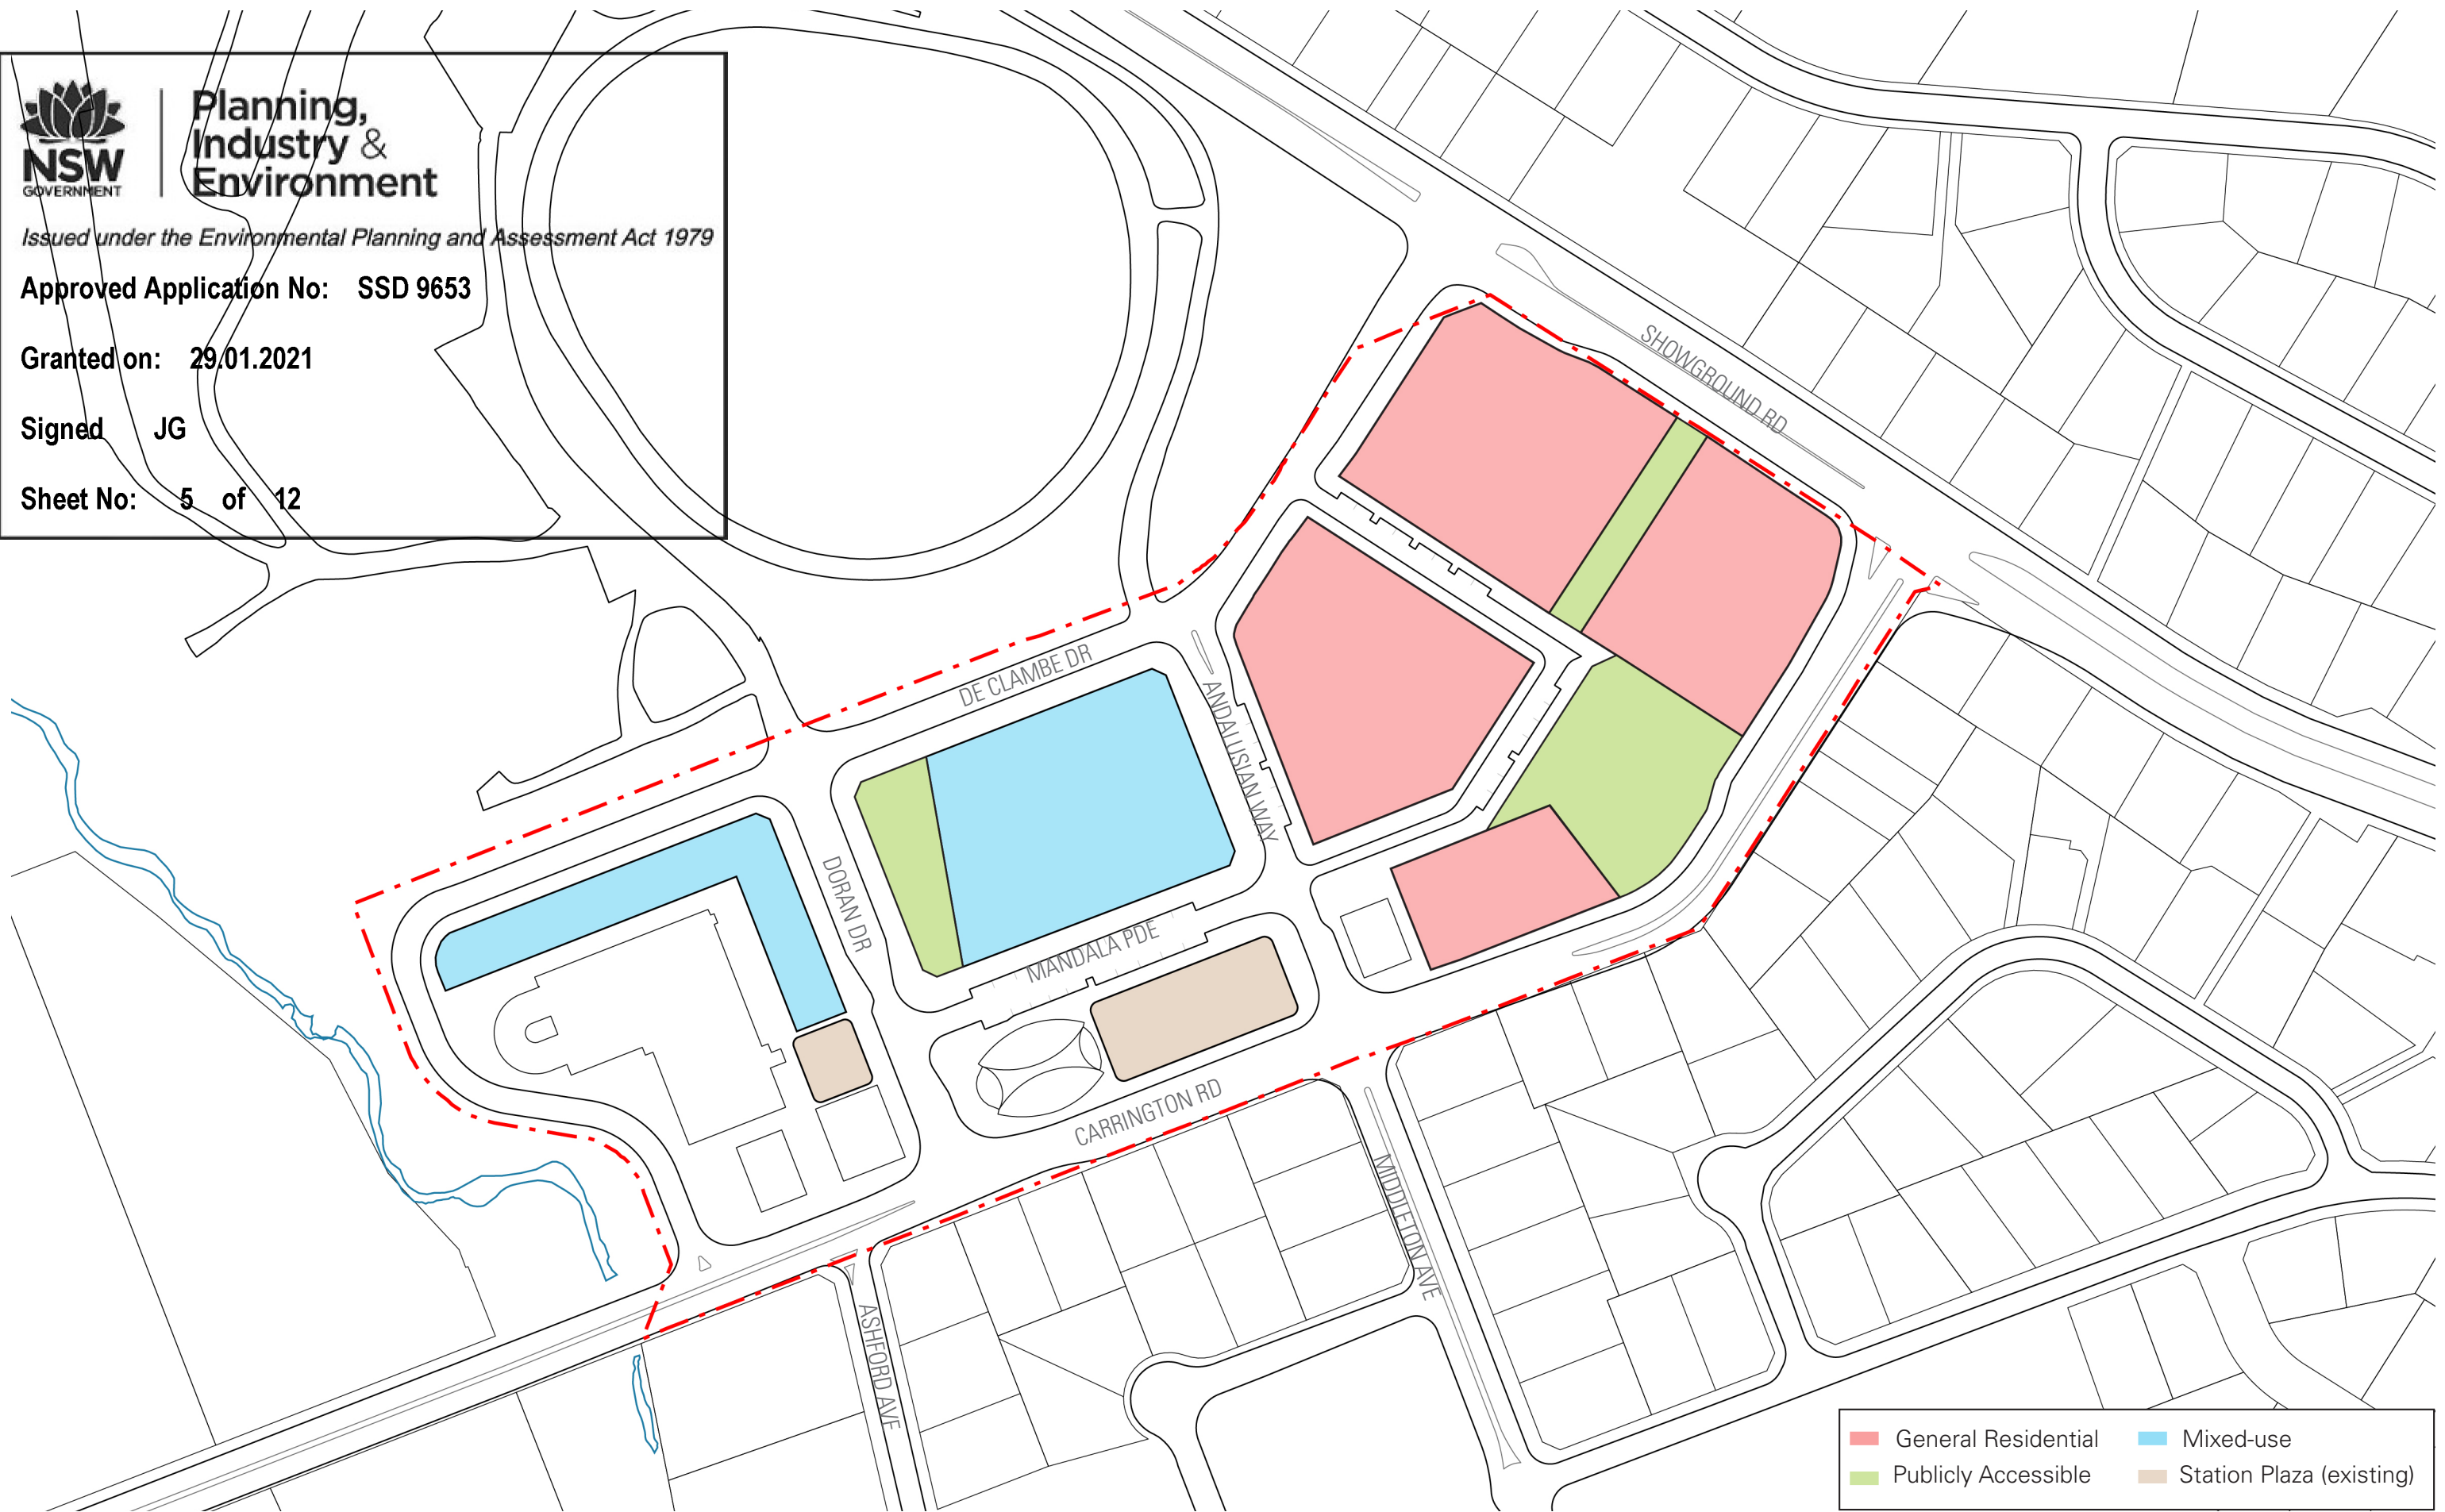 NSW
GOVERNMENT
Planning,
Industry &
Environment
Issued under the Environmental Planning and Assessment Act 1979
Approved Application No: SSD 9653
Granted on: 29.01.2021
Signed JG
Sheet No: 5 of 12
SHOWGROUND RD
DE CLAMBE DR
ANDALUSIAN WAY
DORAN DR
MANDALA PDE
CARRINGTON RD
MIDDLETON AVE
ASHFORD AVE
General Residential
Mixed-use
Publicly Accessible
Station Plaza (existing)